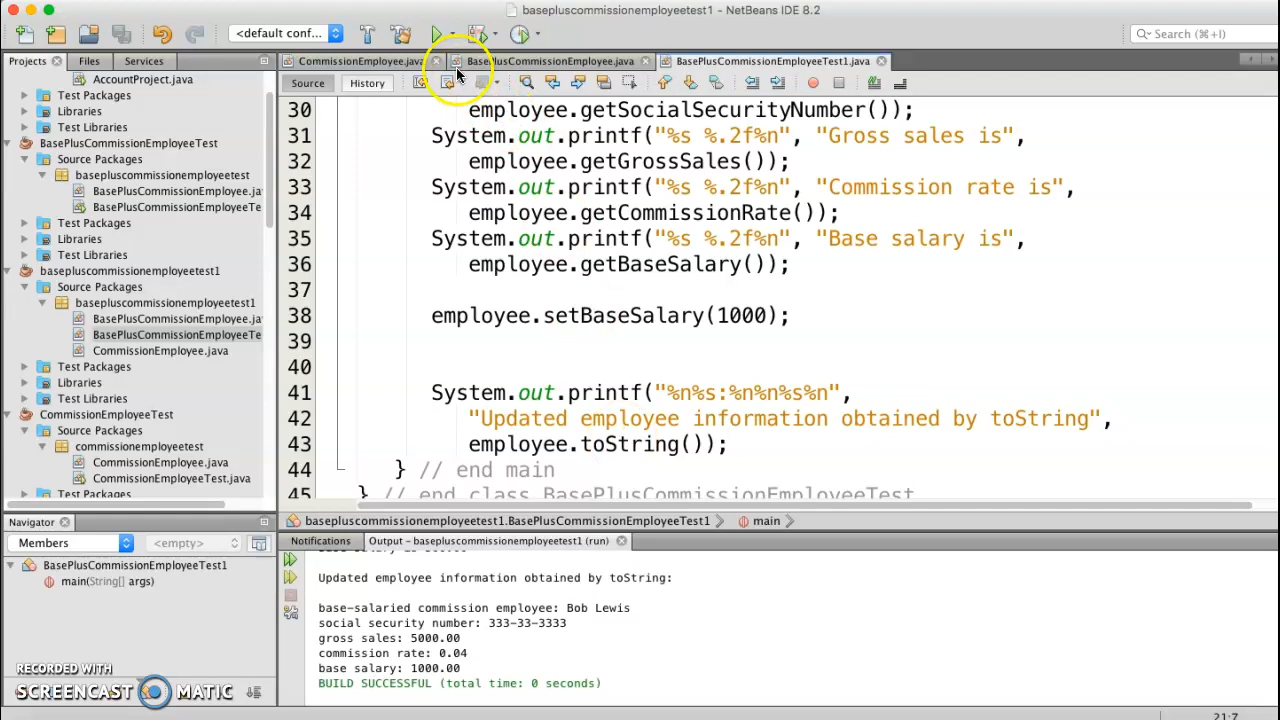 basepluscommissionemployeetest1 - NetBeans IDE 8.2
<default conf...
Search (⌘+I)
Projects
Files
Services
CommissionEmployee.java
BasePlusCommissionEmployee.java
BasePlusCommissionEmployeeTest1.java
Source
History
AccountProject.java
Test Packages
Libraries
Test Libraries
BasePlusCommissionEmployeeTest
Source Packages
basepluscommissionemployeetest
BasePlusCommissionEmployee.ja
BasePlusCommissionEmployeeTe
Test Packages
Libraries
Test Libraries
basepluscommissionemployeetest1
Source Packages
basepluscommissionemployeetest1
BasePlusCommissionEmployee.ja
BasePlusCommissionEmployeeTe
CommissionEmployee.java
Test Packages
Libraries
Test Libraries
CommissionEmployeeTest
Source Packages
commissionemployeetest
CommissionEmployee.java
CommissionEmployeeTest.java
Test Packages
30 employee.getSocialSecurityNumber());
31 System.out.printf("%s %.2f%n", "Gross sales is",
32 employee.getGrossSales());
33 System.out.printf("%s %.2f%n", "Commission rate is",
34 employee.getCommissionRate());
35 System.out.printf("%s %.2f%n", "Base salary is",
36 employee.getBaseSalary());
37
38 employee.setBaseSalary(1000);
39
40
41 System.out.printf("%n%s:%n%n%s%n",
42 "Updated employee information obtained by toString",
43 employee.toString());
44 } // end main
45 } // end class BasePlusCommissionEmployeeTest
basepluscommissionemployeetest1.BasePlusCommissionEmployeeTest1
main
Navigator
Members
<empty>
BasePlusCommissionEmployeeTest1
main(String[] args)
Notifications
Output – basepluscommissionemployeetest1 (run)
Updated employee information obtained by toString:
base-salaried commission employee: Bob Lewis
social security number: 333-33-3333
gross sales: 5000.00
commission rate: 0.04
base salary: 1000.00
BUILD SUCCESSFUL (total time: 0 seconds)
RECORDED WITH
SCREENCAST MATIC
21:7